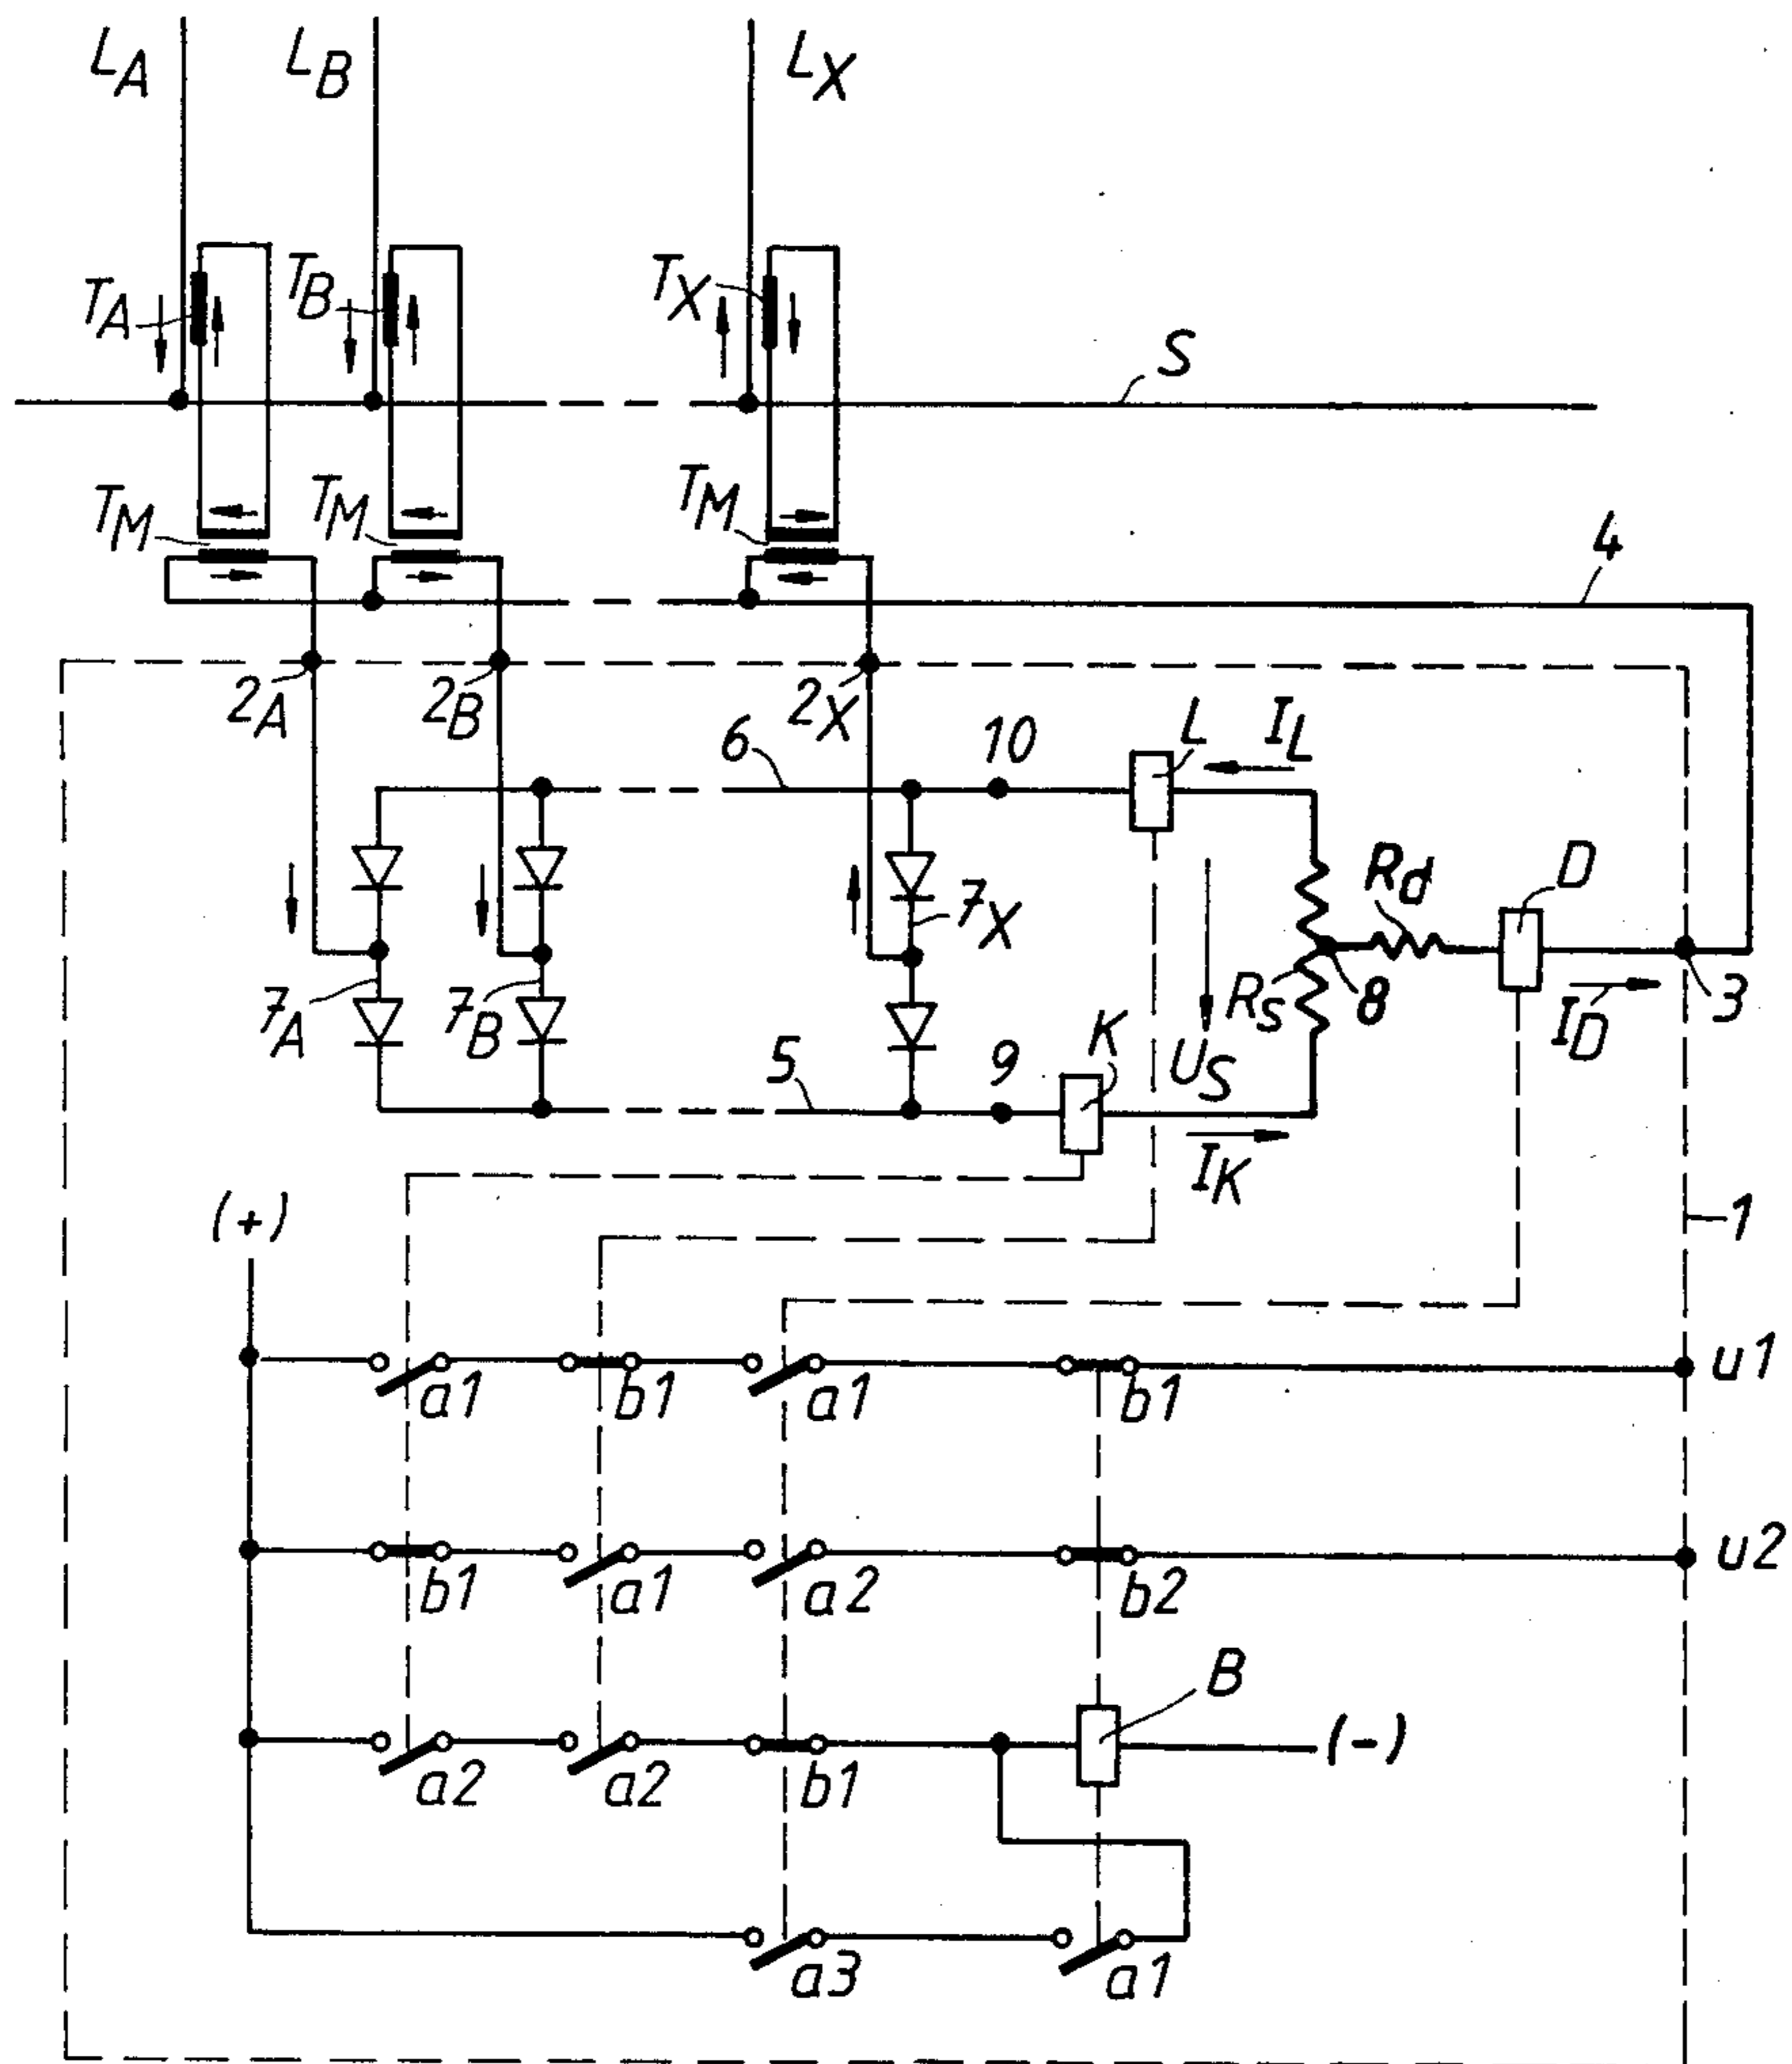 LA LB LX
TA TB TX
S
TM TM TM
4
2A 2B 2X
6 10 L IL
Rd D
7X
7A 7B RS 8 3
ID
K US
5 9
IK
(+)
1
a1 b1 a1 b1 u1
b1 a1 a2 b2 u2
B
a2 a2 b1 (-)
a3 a1